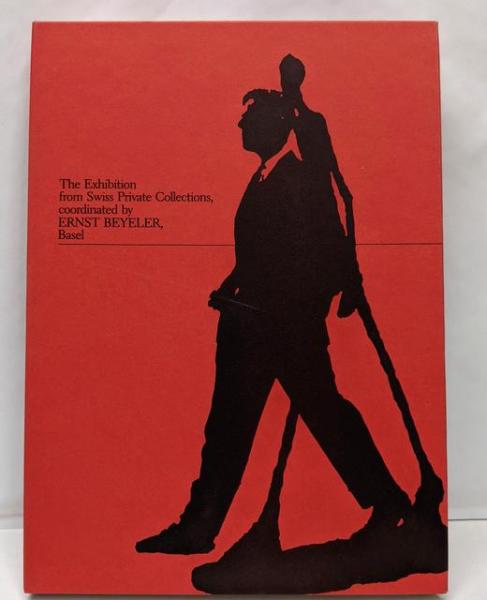 The Exhibition
from Swiss Private Collections,
coordinated by
ERNST BEYELER,
Basel